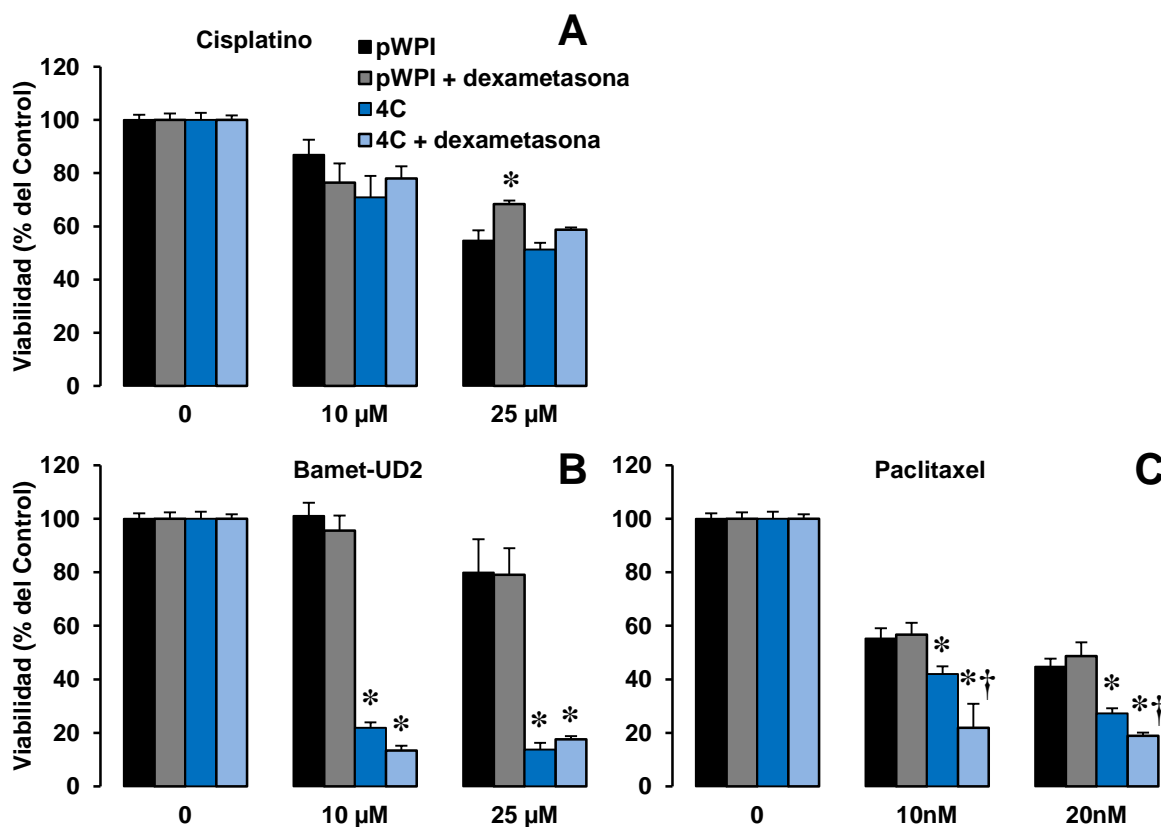 Cisplatino
A
pWPI
pWPI + dexametasona
4C
4C + dexametasona
Viabilidad (% del Control)
120
100
80
60
40
20
0
*
0
10 µM
25 µM
Bamet-UD2
B
Viabilidad (% del Control)
120
100
80
60
40
20
0
*
*
*
*
0
10 µM
25 µM
Paclitaxel
C
120
100
80
60
40
20
0
*
*†
*
*†
0
10nM
20nM